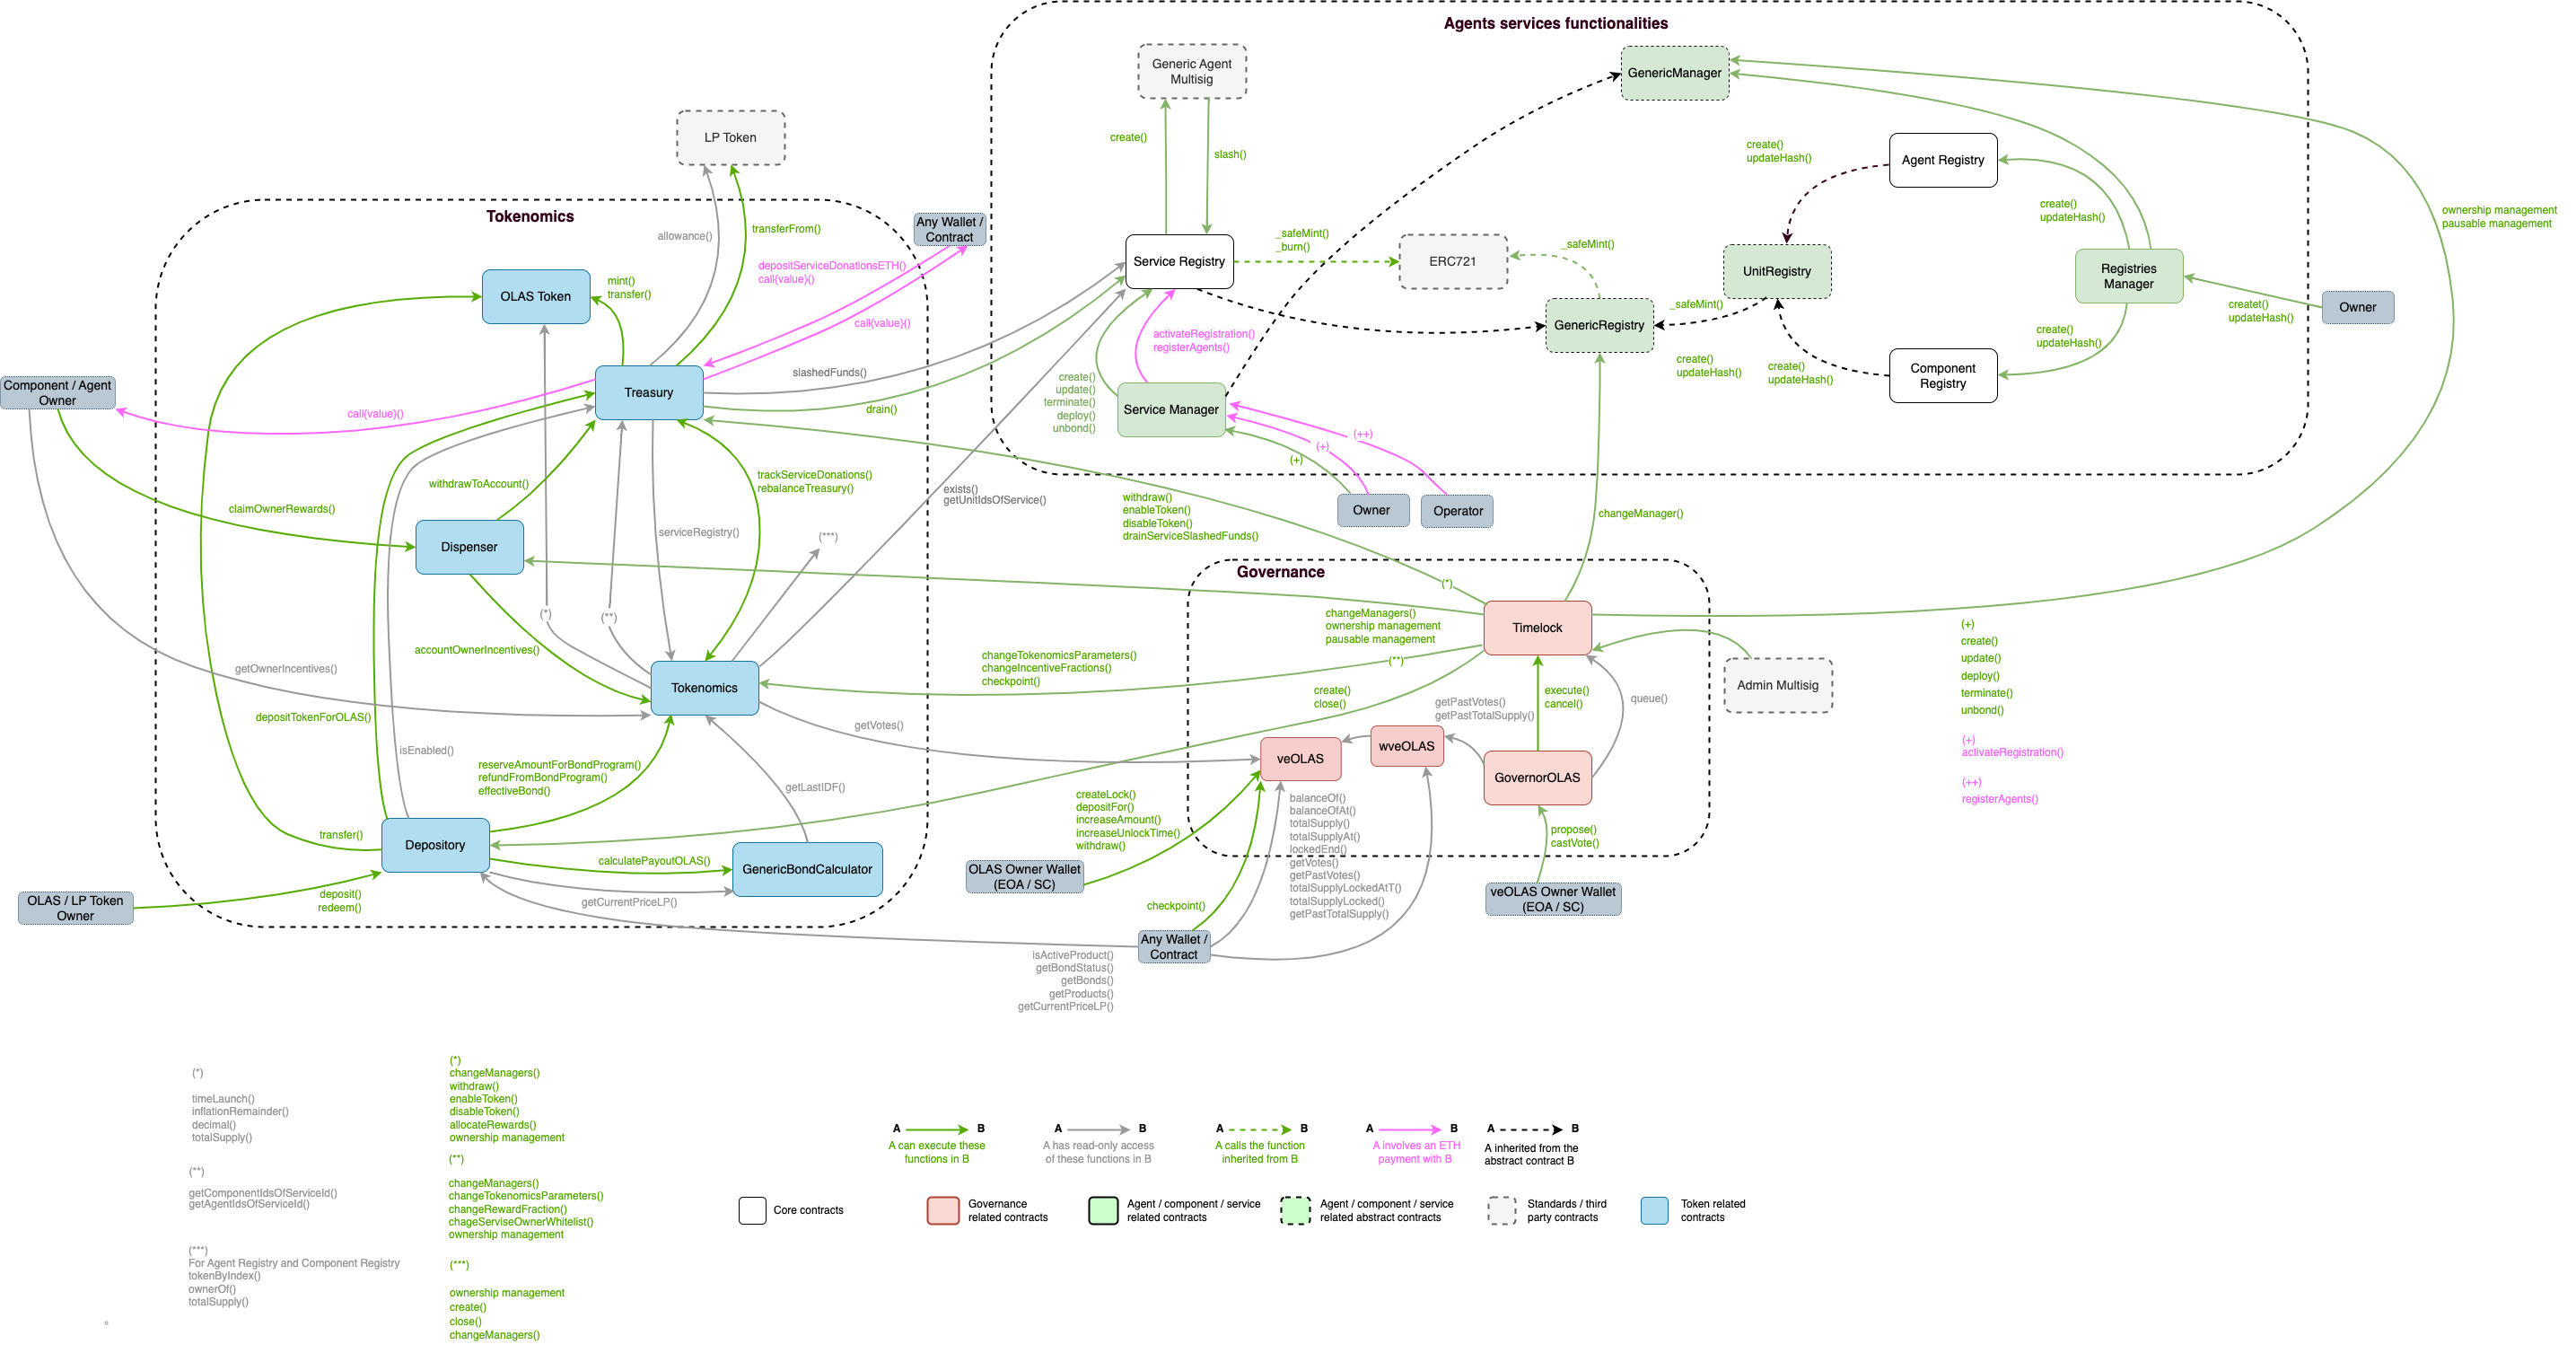 Agents services functionalities
Generic Agent
Multisig
GenericManager
LP Token
create()
slash()
create()
updateHash()
Agent Registry
ownership management
pausable management
Tokenomics
Any Wallet /
Contract
allowance()
transferFrom()
create()
updateHash()
_safeMint()
_burn()
_safeMint()
Service Registry
ERC721
UnitRegistry
Registries
Manager
depositServiceDonationsETH()
call(value)()
OLAS Token
mint()
transfer()
call(value)()
_safeMint()
createt()
updateHash()
Owner
GenericRegistry
activateRegistration()
registerAgents()
create()
updateHash()
create()
updateHash()
create()
updateHash()
Component
Registry
Component / Agent
Owner
Treasury
slashedFunds()
create()
update()
terminate()
deploy()
unbond()
Service Manager
call(value)()
drain()
(++)
(+)
(+)
withdrawToAccount()
trackServiceDonations()
rebalanceTreasury()
exists()
getUnitIdsOfService()
withdraw()
enableToken()
disableToken()
drainServiceSlashedFunds()
Owner
Operator
changeManager()
claimOwnerRewards()
Dispenser
serviceRegistry()
(***)
Governance
(*)
(*)
(**)
changeManagers()
ownership management
pausable management
Timelock
(+)
create()
update()
deploy()
terminate()
unbond()
accountOwnerIncentives()
getOwnerIncentives()
Tokenomics
changeTokenomicsParameters()
changeIncentiveFractions()
checkpoint()
(**)
create()
close()
execute()
cancel()
queue()
Admin Multisig
getPastVotes()
getPastTotalSupply()
depositTokenForOLAS()
getVotes()
isEnabled()
veOLAS
wveOLAS
GovernorOLAS
(+)
activateRegistration()
(++)
registerAgents()
reserveAmountForBondProgram()
refundFromBondProgram()
effectiveBond()
getLastIDF()
createLock()
depositFor()
increaseAmount()
increaseUnlockTime()
withdraw()
balanceOf()
balanceOfAt()
totalSupply()
totalSupplyAt()
lockedEnd()
getVotes()
getPastVotes()
totalSupplyLockedAtT()
totalSupplyLocked()
getPastTotalSupply()
propose()
castVote()
transfer()
Depository
calculatePayoutOLAS()
GenericBondCalculator
OLAS Owner Wallet
(EOA / SC)
veOLAS Owner Wallet
(EOA / SC)
OLAS / LP Token
Owner
deposit()
redeem()
getCurrentPriceLP()
checkpoint()
Any Wallet /
Contract
isActiveProduct()
getBondStatus()
getBonds()
getProducts()
getCurrentPriceLP()
(*)
timeLaunch()
inflationRemainder()
decimal()
totalSupply()
(**)
getComponentIdsOfServiceId()
getAgentIdsOfServiceId()
(***)
For Agent Registry and Component Registry
tokenByIndex()
ownerOf()
totalSupply()
(*)
changeManagers()
withdraw()
enableToken()
disableToken()
allocateRewards()
ownership management
(**)
changeManagers()
changeTokenomicsParameters()
changeRewardFraction()
chageServiseOwnerWhitelist()
ownership management
(***)
ownership management
create()
close()
changeManagers()
A B
A can execute these
functions in B
A B
A has read-only access
of these functions in B
A B
A calls the function
inherited from B
A B
A involves an ETH
payment with B
A B
A inherited from the
abstract contract B
Core contracts
Governance
related contracts
Agent / component / service
related contracts
Agent / component / service
related abstract contracts
Standards / third
party contracts
Token related
contracts